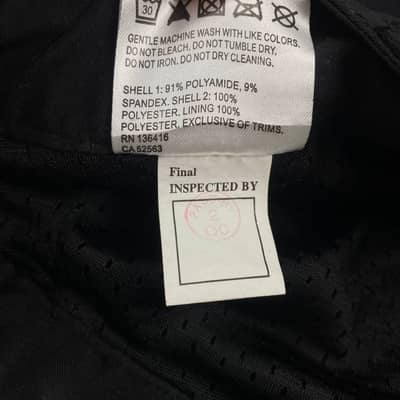 30
GENTLE MACHINE WASH WITH LIKE COLORS.
DO NOT BLEACH. DO NOT TUMBLE DRY.
DO NOT IRON. DO NOT DRY CLEANING.
SHELL 1: 91% POLYAMIDE, 9%
SPANDEX. SHELL 2: 100%
POLYESTER. LINING 100%
POLYESTER. EXCLUSIVE OF TRIMS.
RN 136416
CA 52563
Final
INSPECTED BY
2
QC